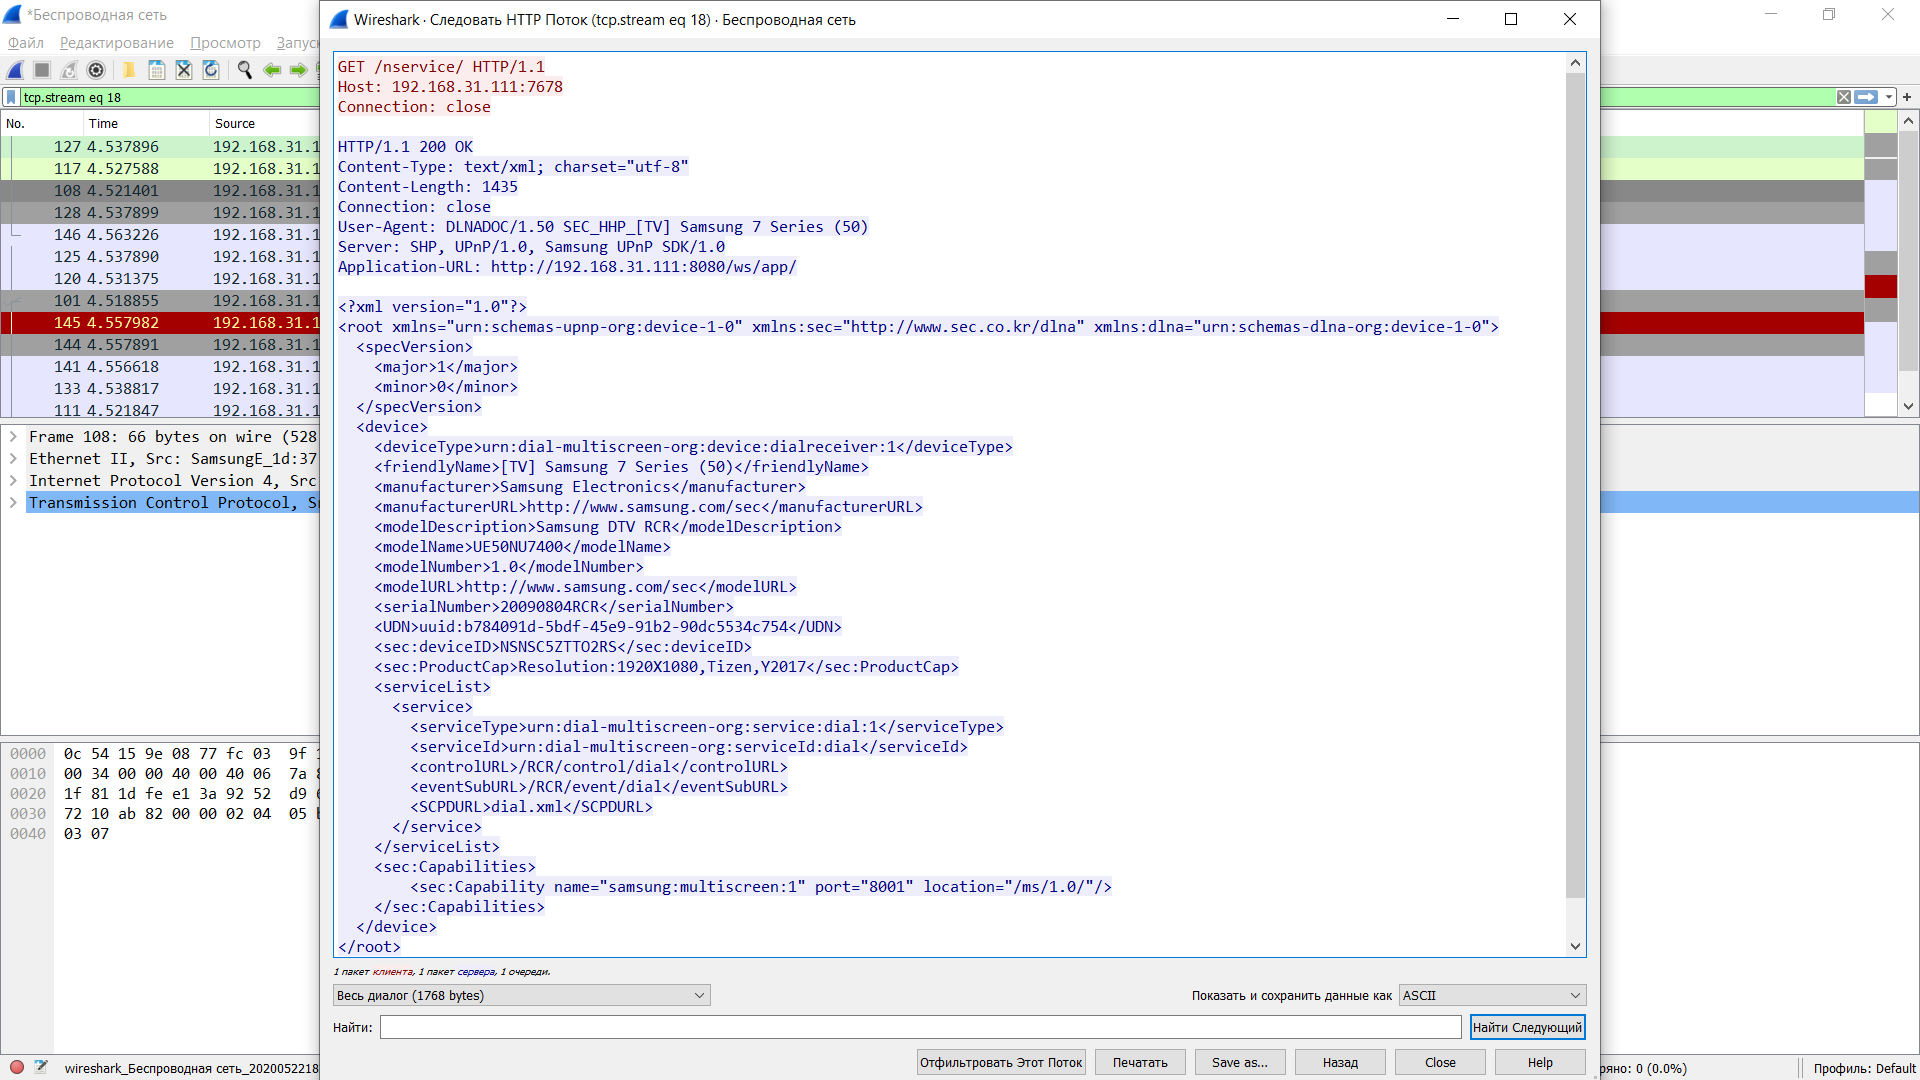 *Беспроводная сеть
Файл Редактирование Просмотр Запуск
tcp.stream eq 18
No. Time Source
127 4.537896 192.168.31.1
117 4.527588 192.168.31.1
108 4.521401 192.168.31.1
128 4.537899 192.168.31.1
146 4.563226 192.168.31.1
125 4.537890 192.168.31.1
120 4.531375 192.168.31.1
101 4.518855 192.168.31.1
145 4.557982 192.168.31.1
144 4.557891 192.168.31.1
141 4.556618 192.168.31.1
133 4.538817 192.168.31.1
111 4.521847 192.168.31.1
Frame 108: 66 bytes on wire (528
Ethernet II, Src: SamsungE_1d:37
Internet Protocol Version 4, Src
Transmission Control Protocol, S
0000 0c 54 15 9e 08 77 fc 03 9f
0010 00 34 00 00 40 00 40 06 7a
0020 1f 81 1d fe e1 3a 92 52 d9
0030 72 10 ab 82 00 00 02 04 05
0040 03 07
wireshark_Беспроводная сеть_2020052218
Wireshark · Следовать HTTP Поток (tcp.stream eq 18) · Беспроводная сеть
GET /nservice/ HTTP/1.1
Host: 192.168.31.111:7678
Connection: close
HTTP/1.1 200 OK
Content-Type: text/xml; charset="utf-8"
Content-Length: 1435
Connection: close
User-Agent: DLNADOC/1.50 SEC_HHP_[TV] Samsung 7 Series (50)
Server: SHP, UPnP/1.0, Samsung UPnP SDK/1.0
Application-URL: http://192.168.31.111:8080/ws/app/
<?xml version="1.0"?>
<root xmlns="urn:schemas-upnp-org:device-1-0" xmlns:sec="http://www.sec.co.kr/dlna" xmlns:dlna="urn:schemas-dlna-org:device-1-0">
<specVersion>
<major>1</major>
<minor>0</minor>
</specVersion>
<device>
<deviceType>urn:dial-multiscreen-org:device:dialreceiver:1</deviceType>
<friendlyName>[TV] Samsung 7 Series (50)</friendlyName>
<manufacturer>Samsung Electronics</manufacturer>
<manufacturerURL>http://www.samsung.com/sec</manufacturerURL>
<modelDescription>Samsung DTV RCR</modelDescription>
<modelName>UE50NU7400</modelName>
<modelNumber>1.0</modelNumber>
<modelURL>http://www.samsung.com/sec</modelURL>
<serialNumber>20090804RCR</serialNumber>
<UDN>uuid:b784091d-5bdf-45e9-91b2-90dc5534c754</UDN>
<sec:deviceID>NSNSC5ZTTO2RS</sec:deviceID>
<sec:ProductCap>Resolution:1920X1080,Tizen,Y2017</sec:ProductCap>
<serviceList>
<service>
<serviceType>urn:dial-multiscreen-org:service:dial:1</serviceType>
<serviceId>urn:dial-multiscreen-org:serviceId:dial</serviceId>
<controlURL>/RCR/control/dial</controlURL>
<eventSubURL>/RCR/event/dial</eventSubURL>
<SCPDURL>dial.xml</SCPDURL>
</service>
</serviceList>
<sec:Capabilities>
<sec:Capability name="samsung:multiscreen:1" port="8001" location="/ms/1.0/"/>
</sec:Capabilities>
</device>
</root>
1 пакет клиента, 1 пакет сервера, 1 очереди.
Весь диалог (1768 bytes) Показать и сохранить данные как ASCII
Найти: Найти Следующий
Отфильтровать Этот Поток Печатать Save as... Назад Close Help
ряно: 0 (0.0%) Профиль: Default